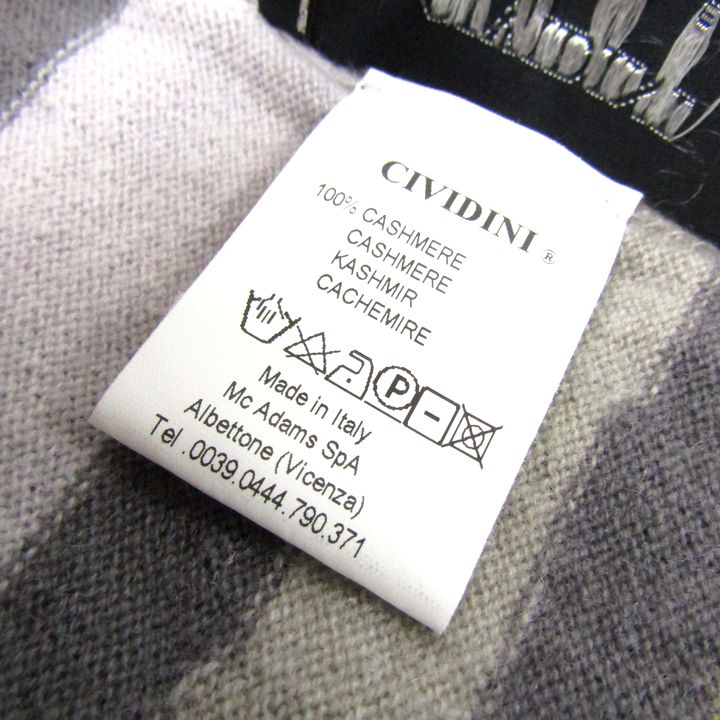 CIVIDINI ®
100% CASHMERE
CASHMERE
KASHMIR
CACHEMIRE
P
Made in Italy
Mc Adams SpA
Albettone (Vicenza)
Tel .0039.0444.790.371